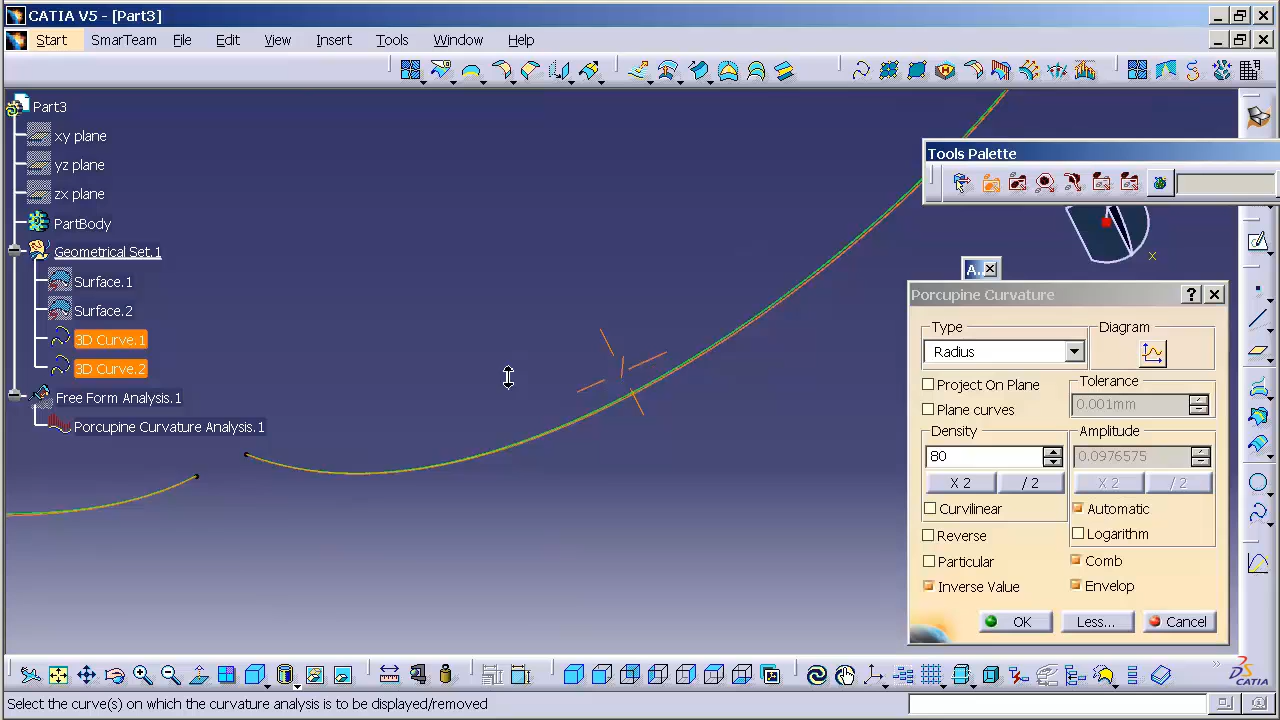 CATIA V5 - [Part3]
Start SmarTeam File Edit View Insert Tools Window Help
Part3
xy plane
yz plane
zx plane
PartBody
Geometrical Set.1
Surface.1
Surface.2
3D Curve.1
3D Curve.2
Free Form Analysis.1
Porcupine Curvature Analysis.1
Tools Palette
x
A..
Porcupine Curvature
Type
Diagram
Radius
Project On Plane
Plane curves
Tolerance
0.001mm
Density
80
X 2 / 2
Amplitude
0.0976575
X 2 / 2
Curvilinear
Automatic
Reverse
Logarithm
Particular
Comb
Inverse Value
Envelop
OK Less... Cancel
CATIA
Select the curve(s) on which the curvature analysis is to be displayed/removed